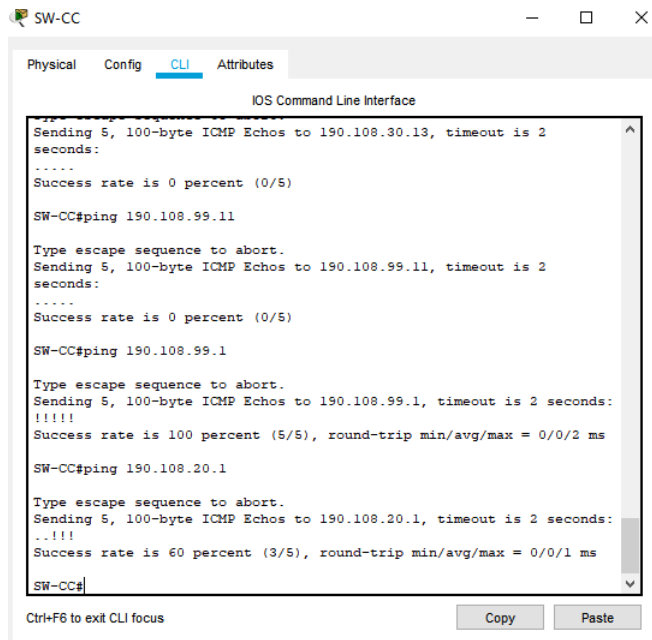 SW-CC
Physical Config CLI Attributes
IOS Command Line Interface
Sending 5, 100-byte ICMP Echos to 190.108.30.13, timeout is 2
seconds:
.....
Success rate is 0 percent (0/5)
SW-CC#ping 190.108.99.11
Type escape sequence to abort.
Sending 5, 100-byte ICMP Echos to 190.108.99.11, timeout is 2
seconds:
.....
Success rate is 0 percent (0/5)
SW-CC#ping 190.108.99.1
Type escape sequence to abort.
Sending 5, 100-byte ICMP Echos to 190.108.99.1, timeout is 2 seconds:
!!!!!
Success rate is 100 percent (5/5), round-trip min/avg/max = 0/0/2 ms
SW-CC#ping 190.108.20.1
Type escape sequence to abort.
Sending 5, 100-byte ICMP Echos to 190.108.20.1, timeout is 2 seconds:
..!!!
Success rate is 60 percent (3/5), round-trip min/avg/max = 0/0/1 ms
SW-CC#
Ctrl+F6 to exit CLI focus
Copy Paste